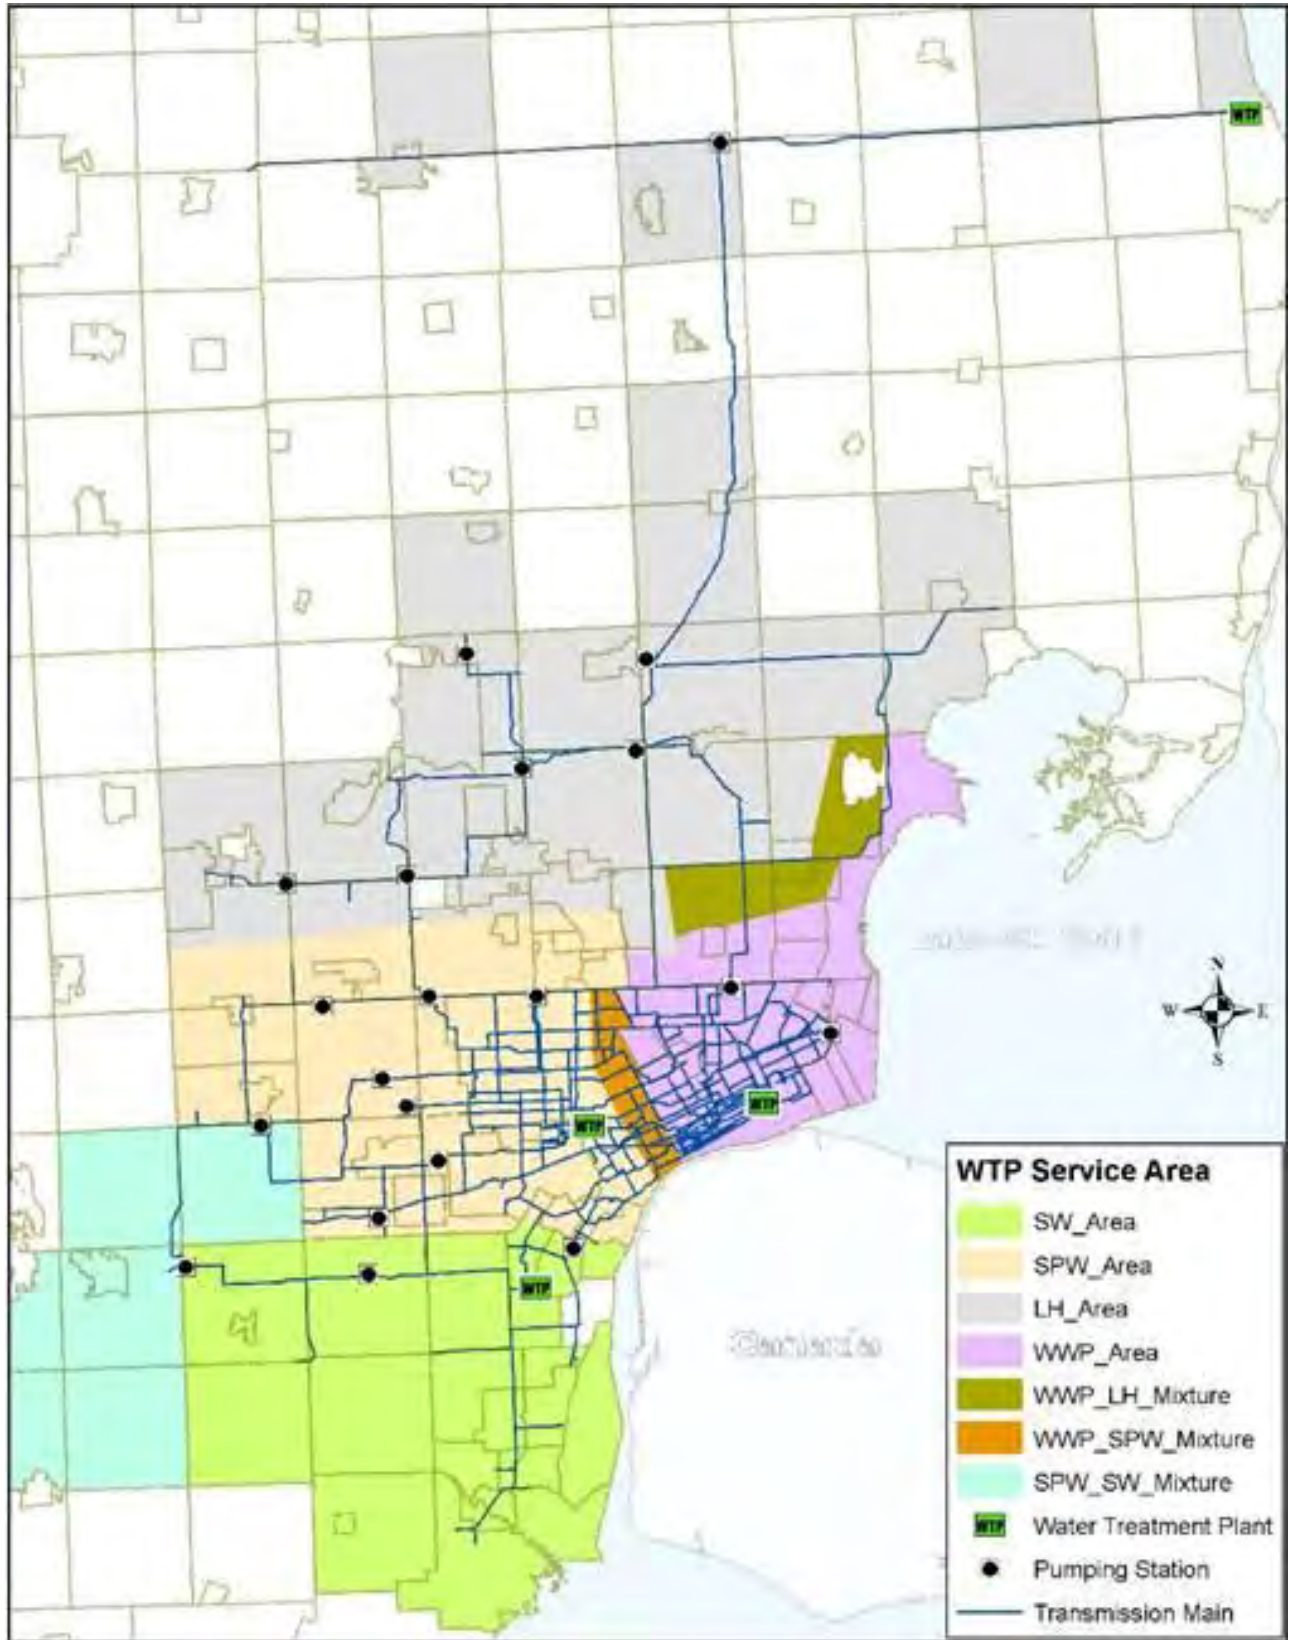 WTP
N
W
E
S
WTP
WTP
WTP
Canada
WTP Service Area
SW_Area
SPW_Area
LH_Area
WWP_Area
WWP_LH_Mixture
WWP_SPW_Mixture
SPW_SW_Mixture
WTP Water Treatment Plant
Pumping Station
Transmission Main